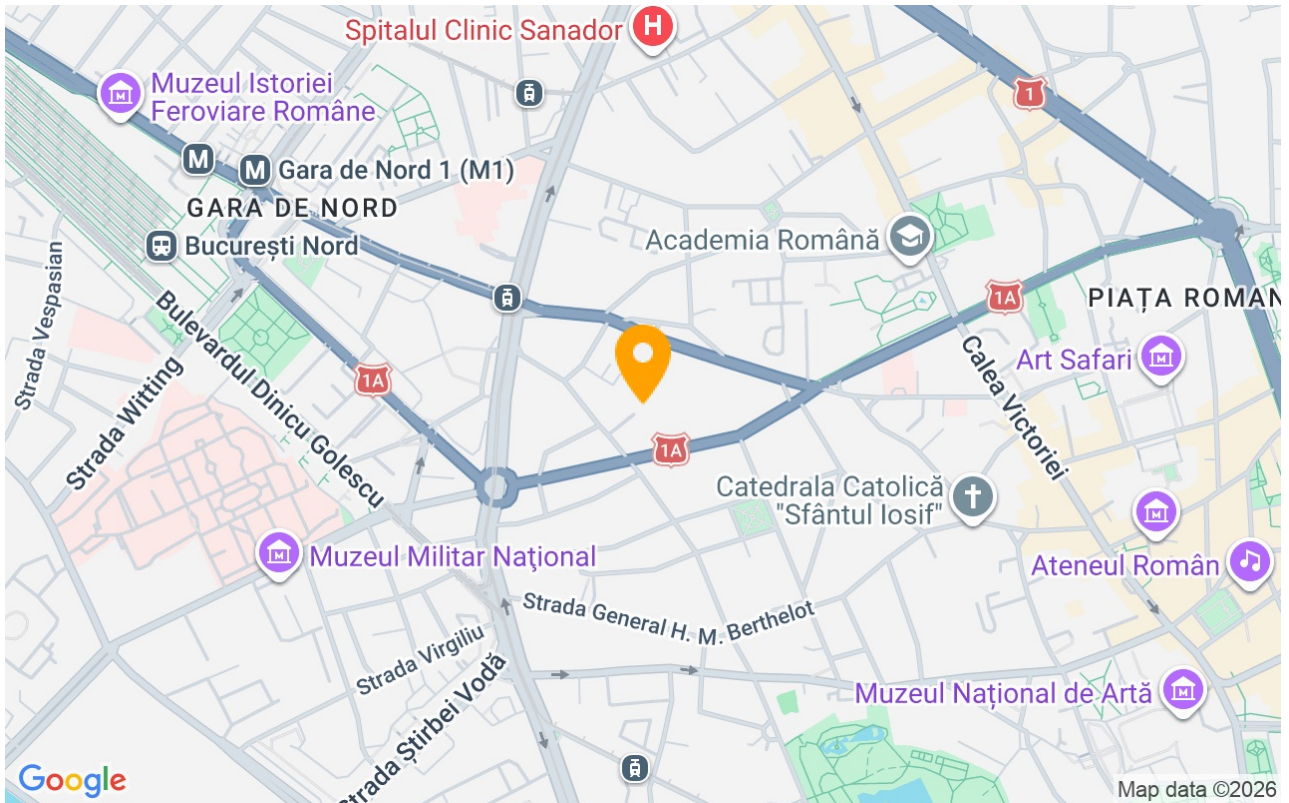 Spitalul Clinic Sanador
H
Muzeul Istoriei
Feroviare Române
1
M
M
Gara de Nord 1 (M1)
GARA DE NORD
București Nord
Academia Română
1A
PIAȚA ROMAN
Strada Vespasian
Bulevardul Dinicu Golescu
Strada Witting
1A
Art Safari
Calea Victoriei
1A
Catedrala Catolică
"Sfântul Iosif"
Muzeul Militar Naţional
Ateneul Român
Strada General H. M. Berthelot
Strada Virgiliu
Strada Știrbei Vodă
Muzeul Național de Artă
Google
Map data ©2026